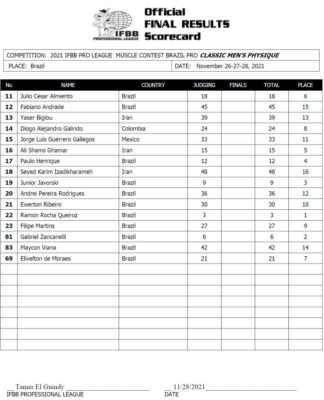 Official
FINAL RESULTS
Scorecard
IFBB
PROFESSIONAL LEAGUE
COMPETITION: 2021 IFBB PRO LEAGUE MUSCLE CONTEST BRAZIL PRO CLASSIC MEN'S PHYSIQUE
PLACE: Brazil DATE: November 26-27-28, 2021
No NAME COUNTRY JUDGING FINALS TOTAL PLACE
11 Julio Cesar Almiento Brazil 18 18 6
12 Fabiano Andrade Brazil 45 45 15
13 Yaser Biglou Iran 39 39 13
14 Diogo Alejandro Galindo Colombia 24 24 8
15 Jorge Luis Guerrero Gallegos Mexico 33 33 11
16 Ali Shams Ghamar Iran 15 15 5
17 Paulo Henrique Brazil 12 12 4
18 Seyed Karim Izadikharameh Iran 48 48 16
19 Junior Javorski Brazil 9 9 3
20 Andrei Pereira Rodrigues Brazil 36 36 12
21 Ewerton Ribeiro Brazil 30 30 10
22 Ramon Rocha Queiroz Brazil 3 3 1
23 Filipe Martins Brazil 27 27 9
81 Gabriel Zancanelli Brazil 6 6 2
83 Maycon Viana Brazil 42 42 14
69 Elivelton de Moraes Brazil 21 21 7
Tamer El Guindy 11/28/2021
IFBB PROFESSIONAL LEAGUE DATE